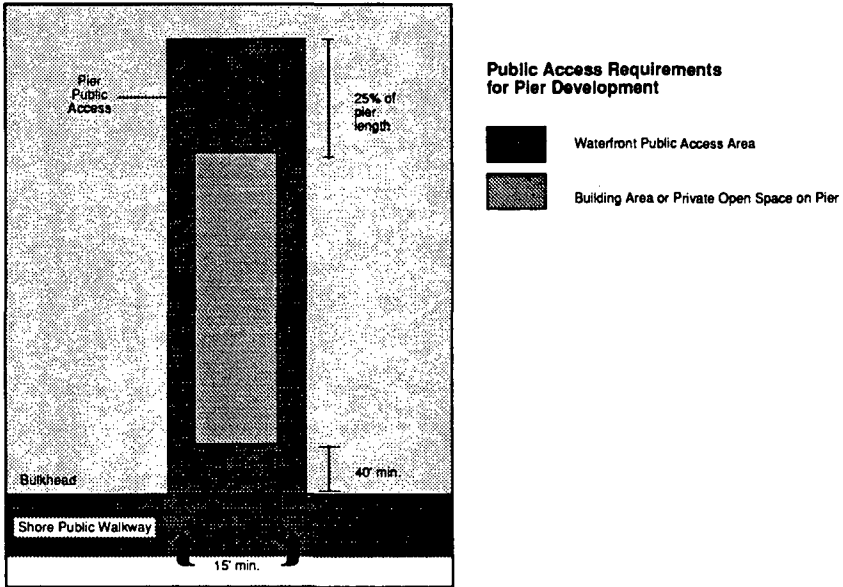 Pier
Public
Access
25% of
pier
length
Bulkhead
40' min.
Shore Public Walkway
15' min.
Public Access Requirements
for Pier Development
Waterfront Public Access Area
Building Area or Private Open Space on Pier